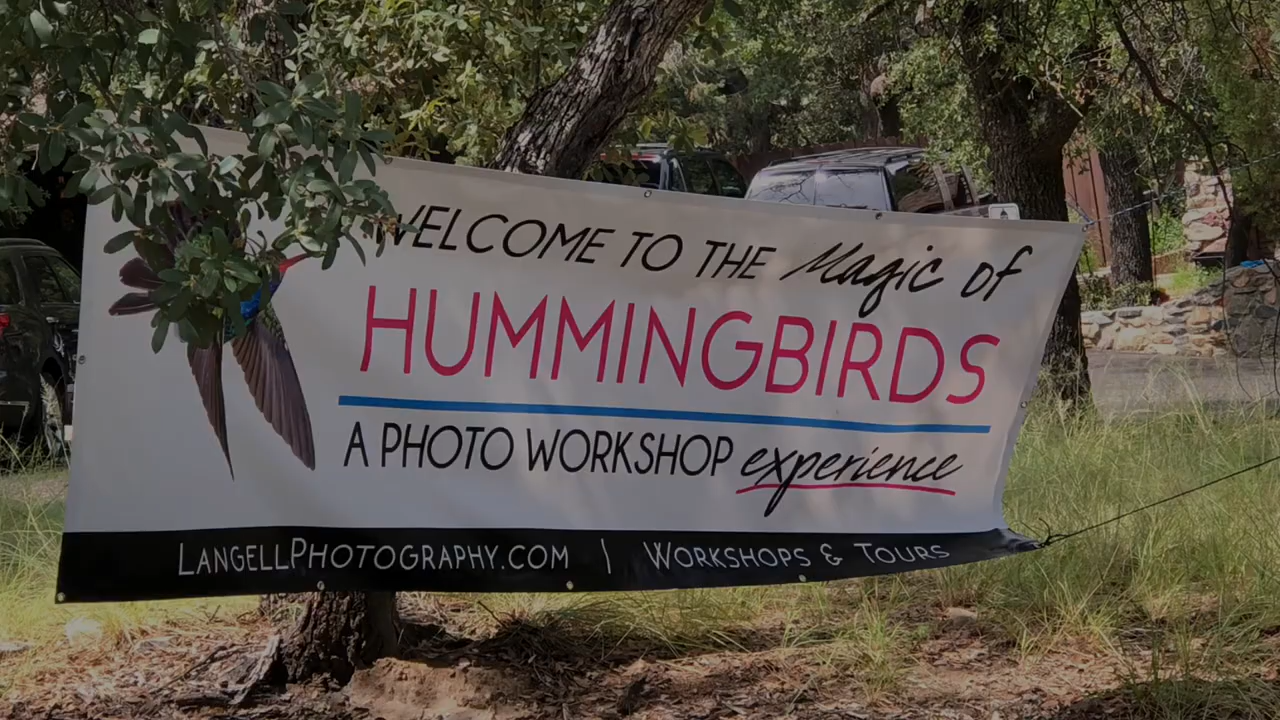 WELCOME TO THE Magic of
HUMMINGBIRDS
A PHOTO WORKSHOP experience
LANGELLPHOTOGRAPHY.COM | WORKSHOPS & TOURS